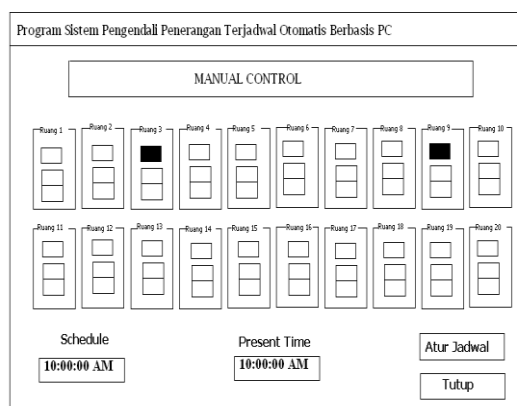 Program Sistem Pengendali Penerangan Terjadwal Otomatis Berbasis PC
MANUAL CONTROL
Ruang 1 Ruang 2 Ruang 3 Ruang 4 Ruang 5 Ruang 6 Ruang 7 Ruang 8 Ruang 9 Ruang 10
Ruang 11 Ruang 12 Ruang 13 Ruang 14 Ruang 15 Ruang 16 Ruang 17 Ruang 18 Ruang 19 Ruang 20
Schedule Present Time Atur Jadwal
10:00:00 AM 10:00:00 AM
Tutup